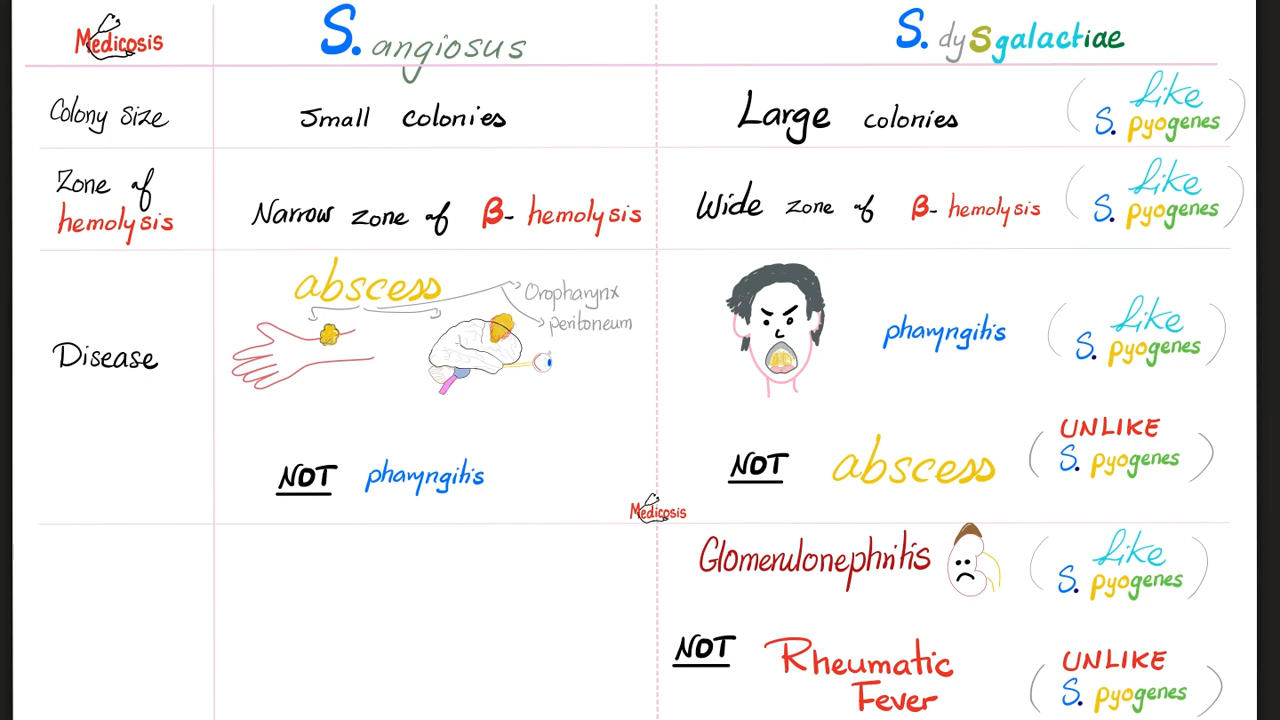 Medicosis
S. angiosus
S. dysgalactiae
Colony size
Small colonies
Large colonies
(Like
S. pyogenes)
Zone of
hemolysis
Narrow zone of β- hemolysis
Wide zone of β- hemolysis
(Like
S. pyogenes)
Disease
abscess
Oropharynx
peritoneum
pharyngitis
(Like
S. pyogenes)
NOT pharyngitis
NOT abscess
(UNLIKE
S. pyogenes)
Medicosis
Glomerulonephritis
(Like
S. pyogenes)
NOT Rheumatic
Fever
(UNLIKE
S. pyogenes)